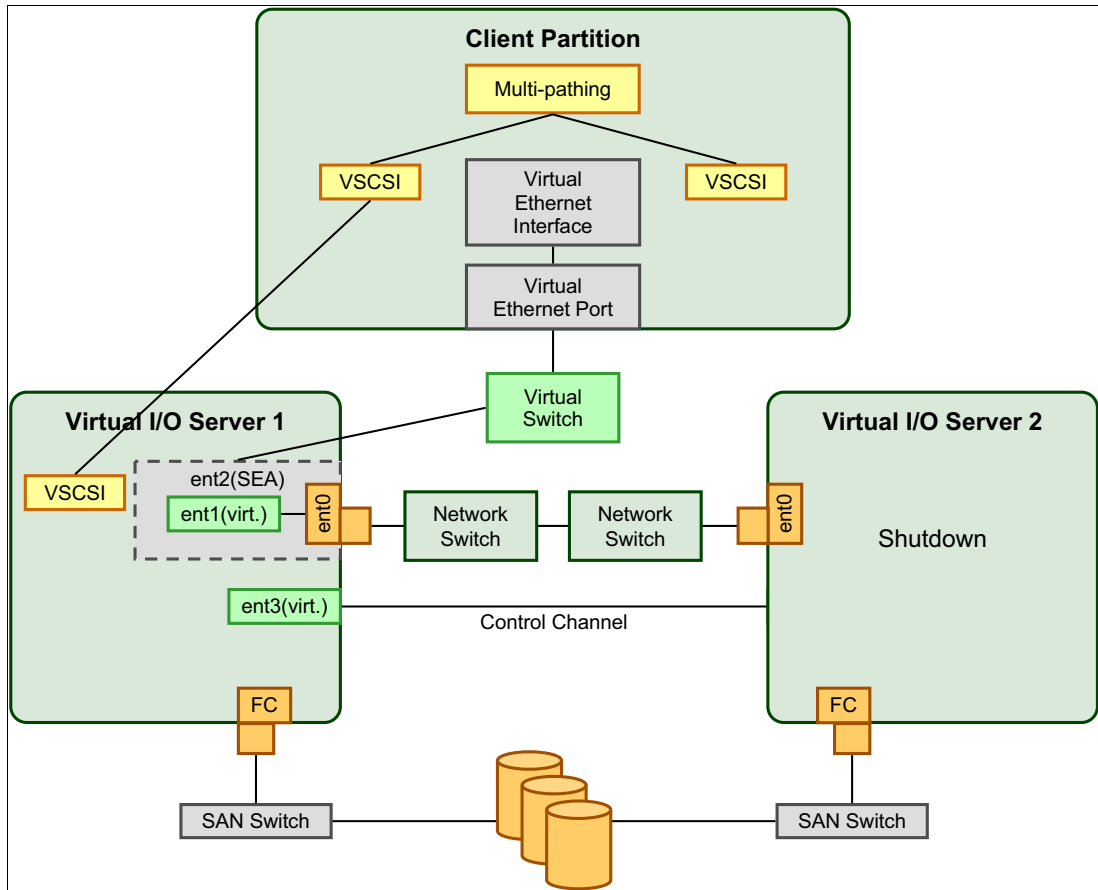 Client Partition
Multi-pathing
VSCSI
Virtual
Ethernet
Interface
VSCSI
Virtual
Ethernet Port
Virtual
Switch
Virtual I/O Server 1
VSCSI
ent2(SEA)
ent1(virt.)
ent0
ent3(virt.)
FC
Network
Switch
Network
Switch
Control Channel
Virtual I/O Server 2
ent0
Shutdown
FC
SAN Switch
SAN Switch